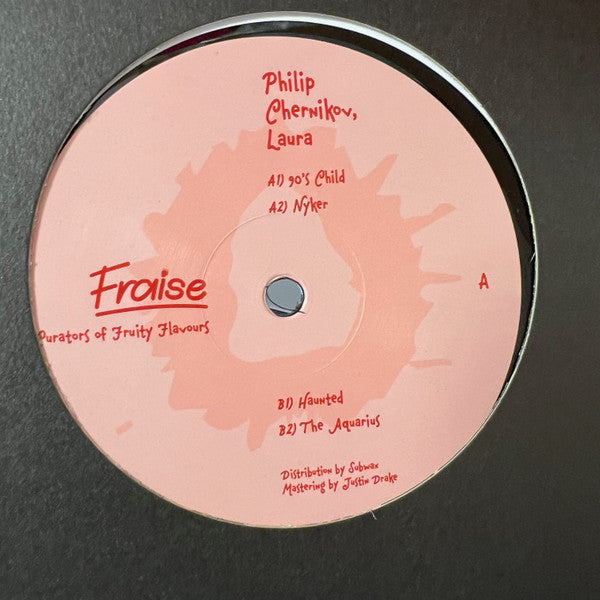 Philip
Chernikov,
Laura
A1) 90's Child
A2) Nyker
Fraise
Purators of Fruity Flavours
A
B1) Haunted
B2) The Aquarius
Distribution by Subwax
Mastering by Justin Drake